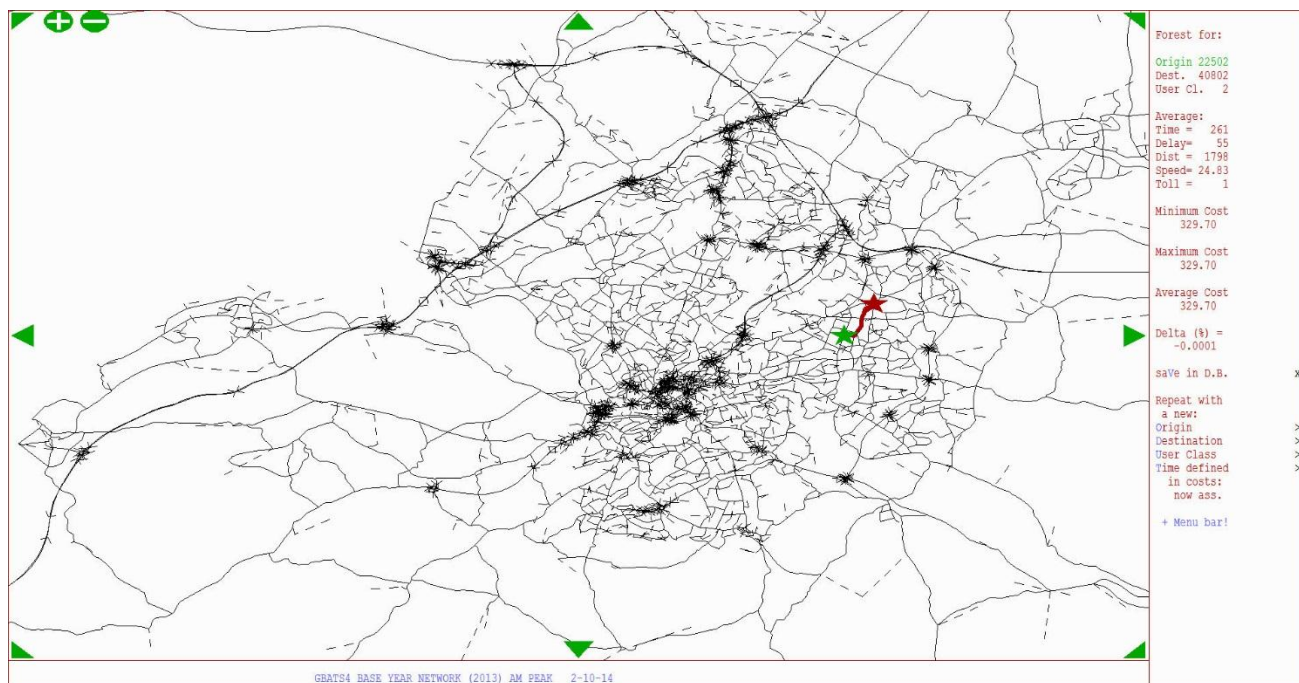 Forest for:
Origin 22502
Dest. 40802
User Cl. 2
Average:
Time = 261
Delay= 55
Dist = 1798
Speed= 24.83
Toll = 1
Minimum Cost
329.70
Maximum Cost
329.70
Average Cost
329.70
Delta (%) =
-0.0001
saVe in D.B. x
Repeat with
a new:
Origin >
Destination >
User Class >
Time defined >
in costs:
now ass.
+ Menu bar!
GBATS4 BASE YEAR NETWORK (2013) AM PEAK 2-10-14